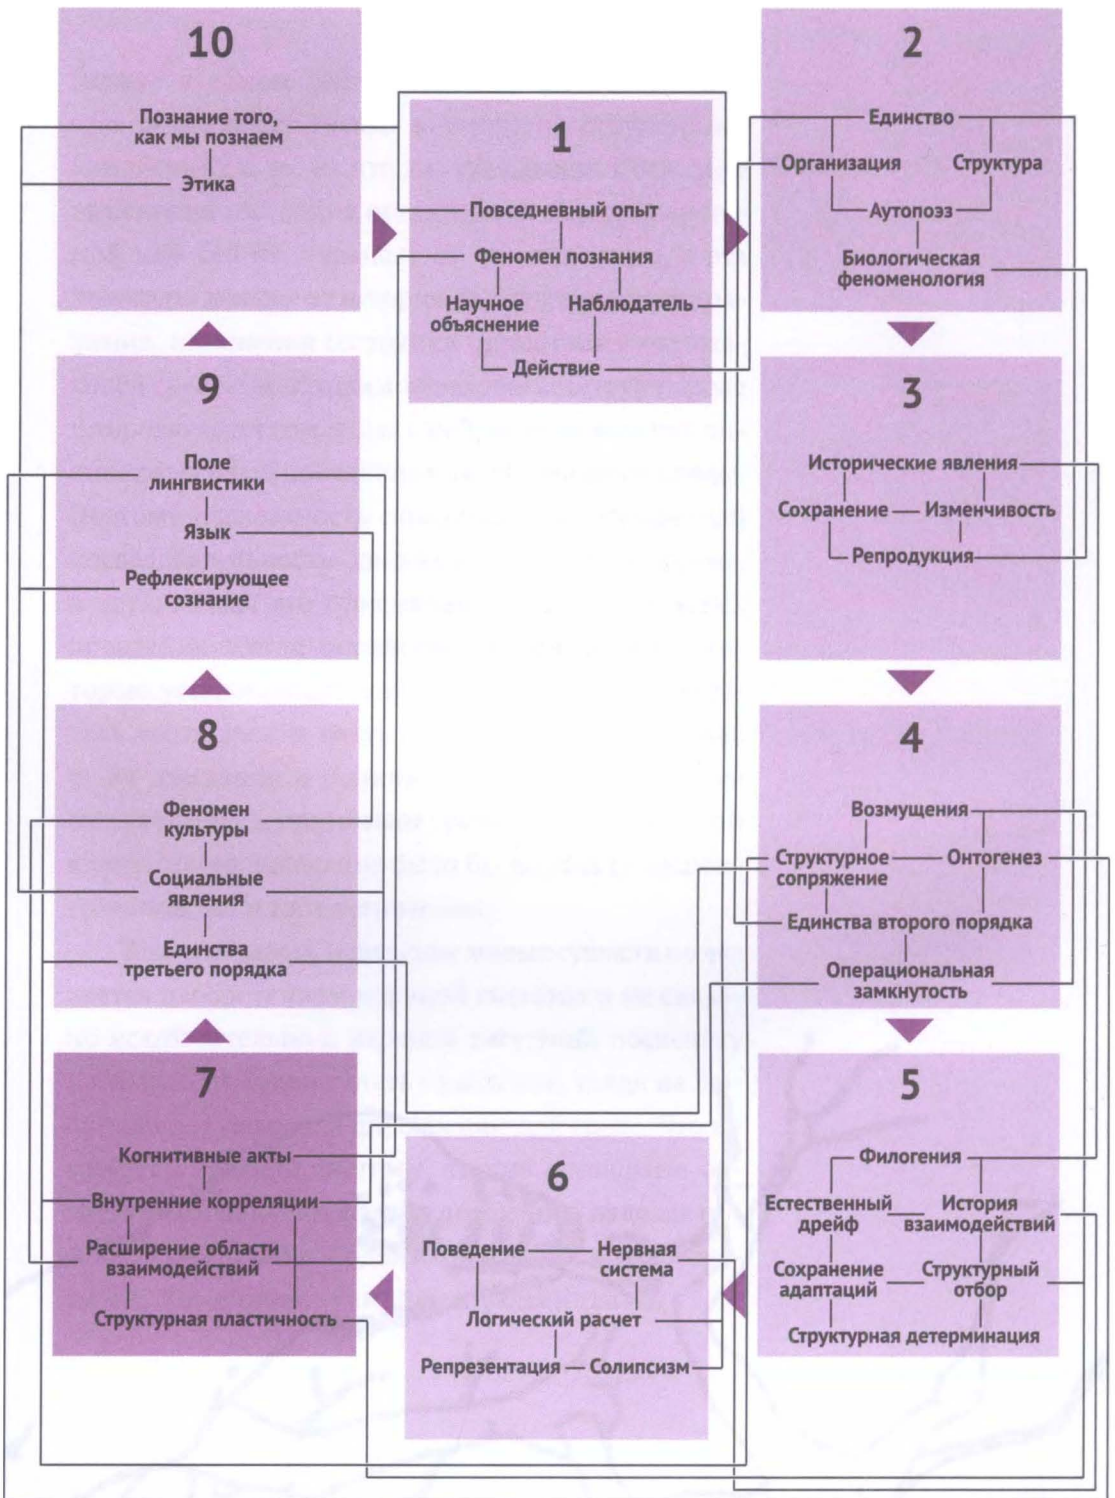 10
Познание того,
как мы познаем
Этика
1
Повседневный опыт
Феномен познания
Научное
объяснение
Наблюдатель
Действие
2
Единство
Организация
Структура
Аутопоэз
Биологическая
феноменология
9
Поле
лингвистики
Язык
Рефлексирующее
сознание
3
Исторические явления
Сохранение
Изменчивость
Репродукция
8
Феномен
культуры
Социальные
явления
Единства
третьего порядка
4
Возмущения
Структурное
сопряжение
Онтогенез
Единства второго порядка
Операциональная
замкнутость
7
Когнитивные акты
Внутренние корреляции
Расширение области
взаимодействий
Структурная пластичность
6
Поведение
Нервная
система
Логический расчет
Репрезентация
Солипсизм
5
Филогения
Естественный
дрейф
История
взаимодействий
Сохранение
адаптаций
Структурный
отбор
Структурная детерминация